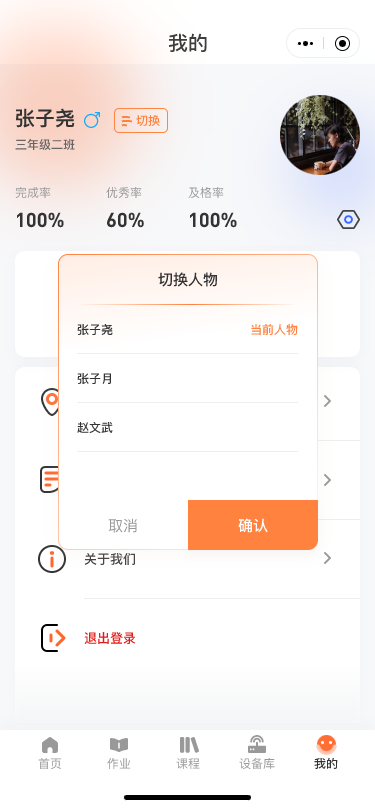 我的
张子尧 切换
三年级二班
完成率 优秀率 及格率
100% 60% 100%
切换人物
张子尧 当前人物
张子月
赵文武
取消 确认
关于我们
退出登录
首页 作业 课程 设备库 我的